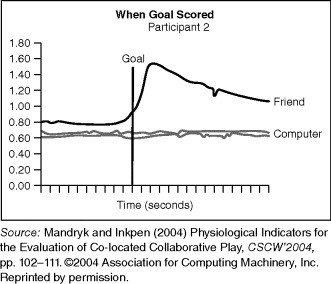 When Goal Scored
Participant 2
1.80
1.60
1.40
1.20
1.00
0.80
0.60
0.40
0.20
0.00
Goal
Friend
Computer
Time (seconds)
Source: Mandryk and Inkpen (2004) Physiological Indicators for
the Evaluation of Co-located Collaborative Play, CSCW'2004,
pp. 102–111. ©2004 Association for Computing Machinery, Inc.
Reprinted by permission.